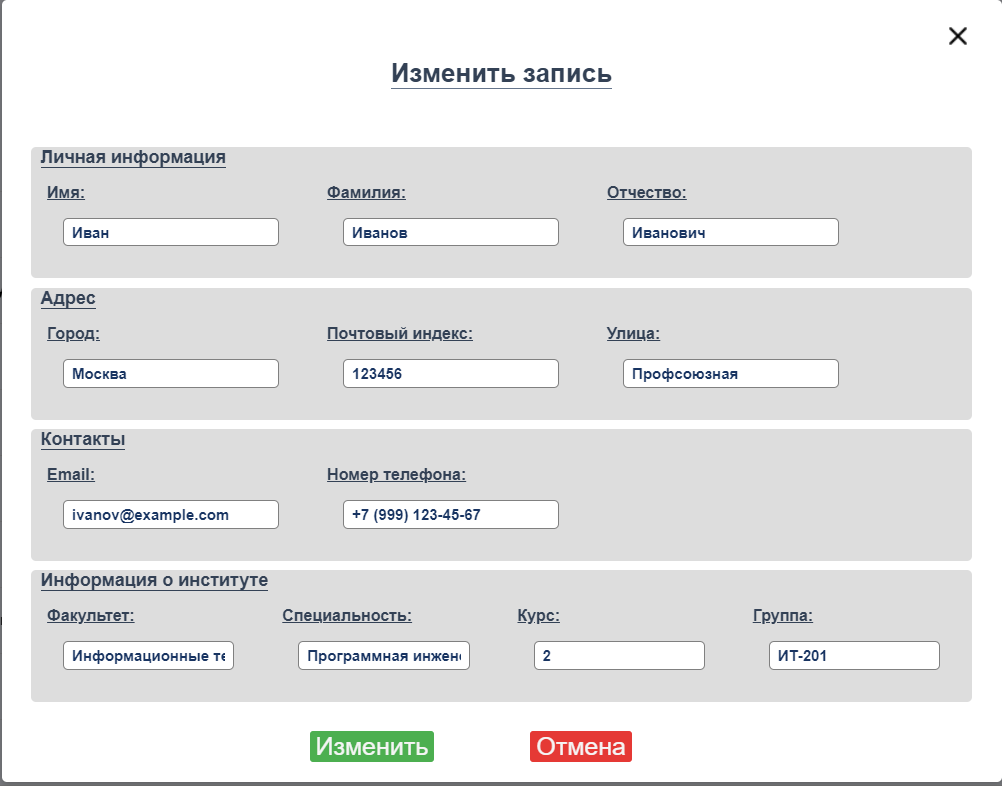 Изменить запись
Личная информация
Имя: Фамилия: Отчество:
Иван Иванов Иванович
Адрес
Город: Почтовый индекс: Улица:
Москва 123456 Профсоюзная
Контакты
Email: Номер телефона:
ivanov@example.com +7 (999) 123-45-67
Информация о институте
Факультет: Специальность: Курс: Группа:
Информационные те Программная инжен 2 ИТ-201
Изменить Отмена